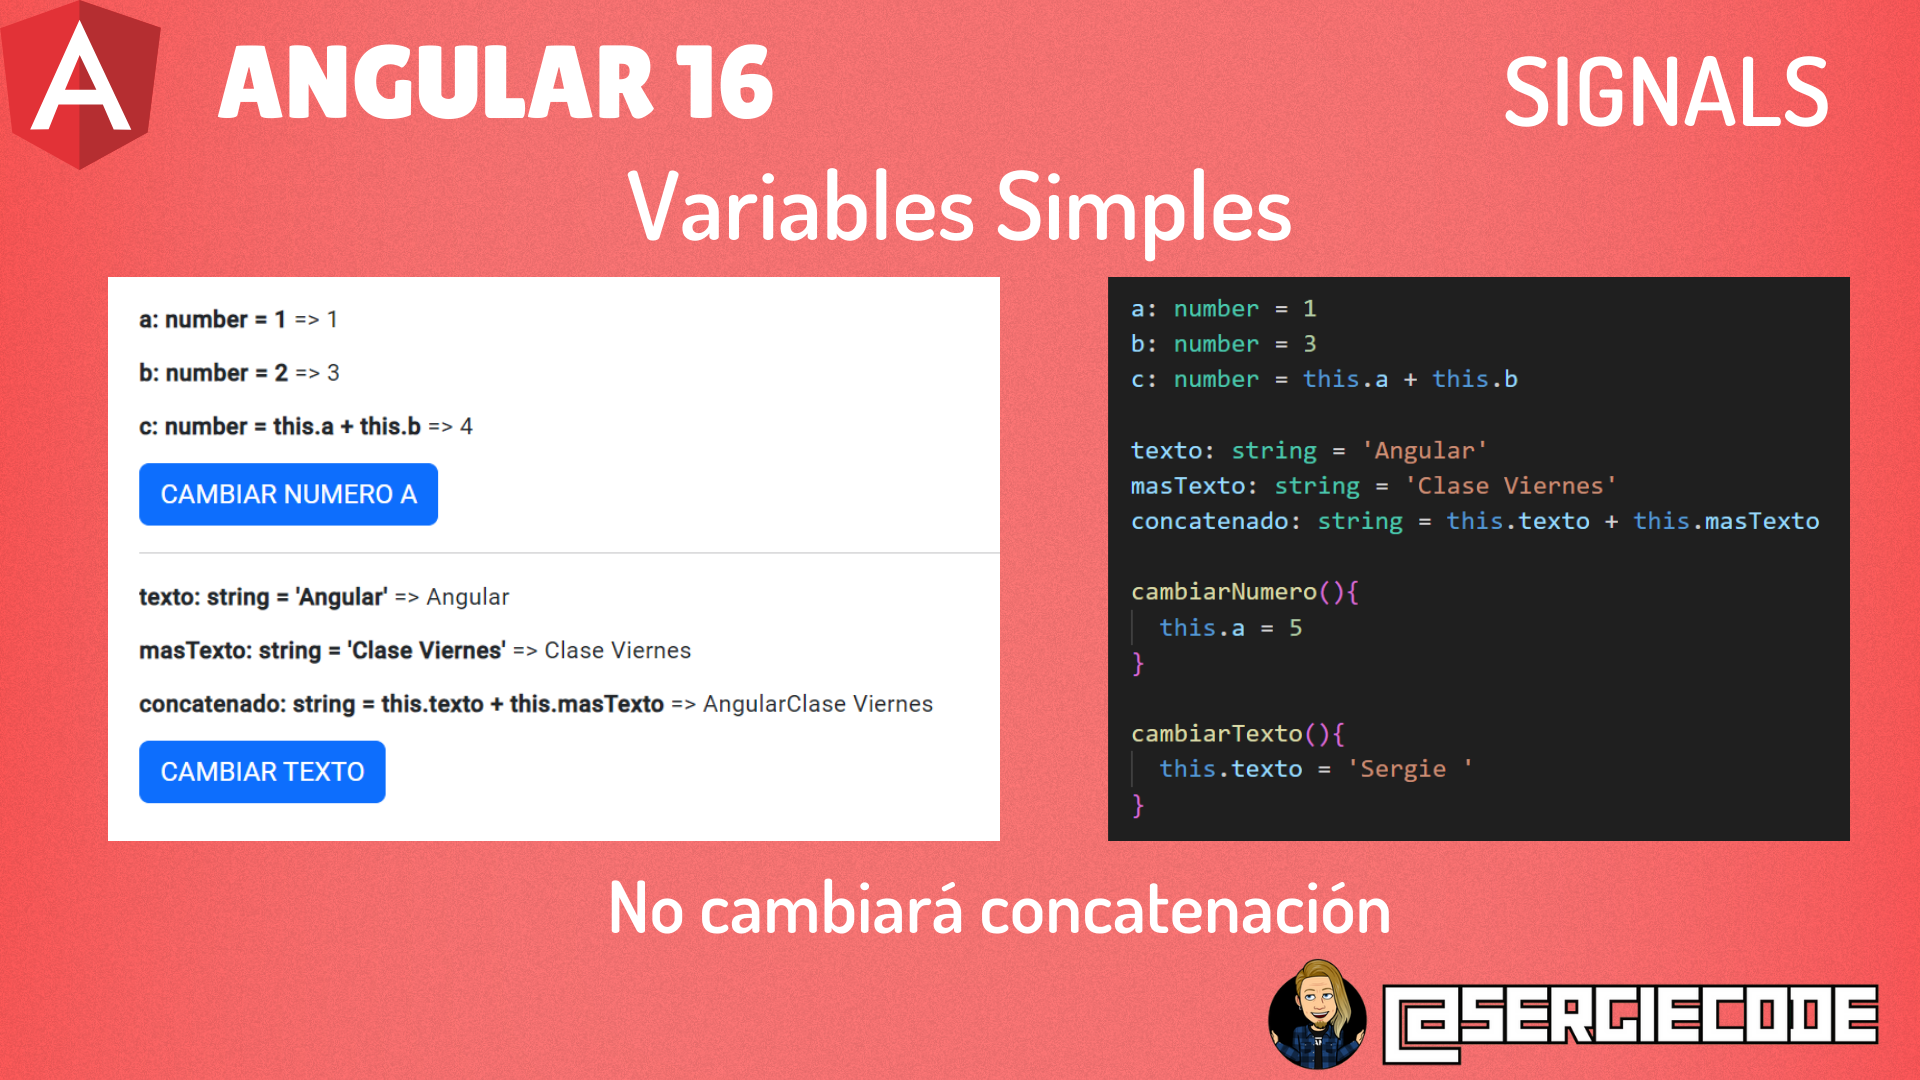 ANGULAR 16
SIGNALS
Variables Simples
a: number = 1 => 1
b: number = 2 => 3
c: number = this.a + this.b => 4
CAMBIAR NUMERO A
texto: string = 'Angular' => Angular
masTexto: string = 'Clase Viernes' => Clase Viernes
concatenado: string = this.texto + this.masTexto => AngularClase Viernes
CAMBIAR TEXTO
a: number = 1
b: number = 3
c: number = this.a + this.b
texto: string = 'Angular'
masTexto: string = 'Clase Viernes'
concatenado: string = this.texto + this.masTexto
cambiarNumero(){
this.a = 5
}
cambiarTexto(){
this.texto = 'Sergie '
}
No cambiará concatenación
@SERGIECODE